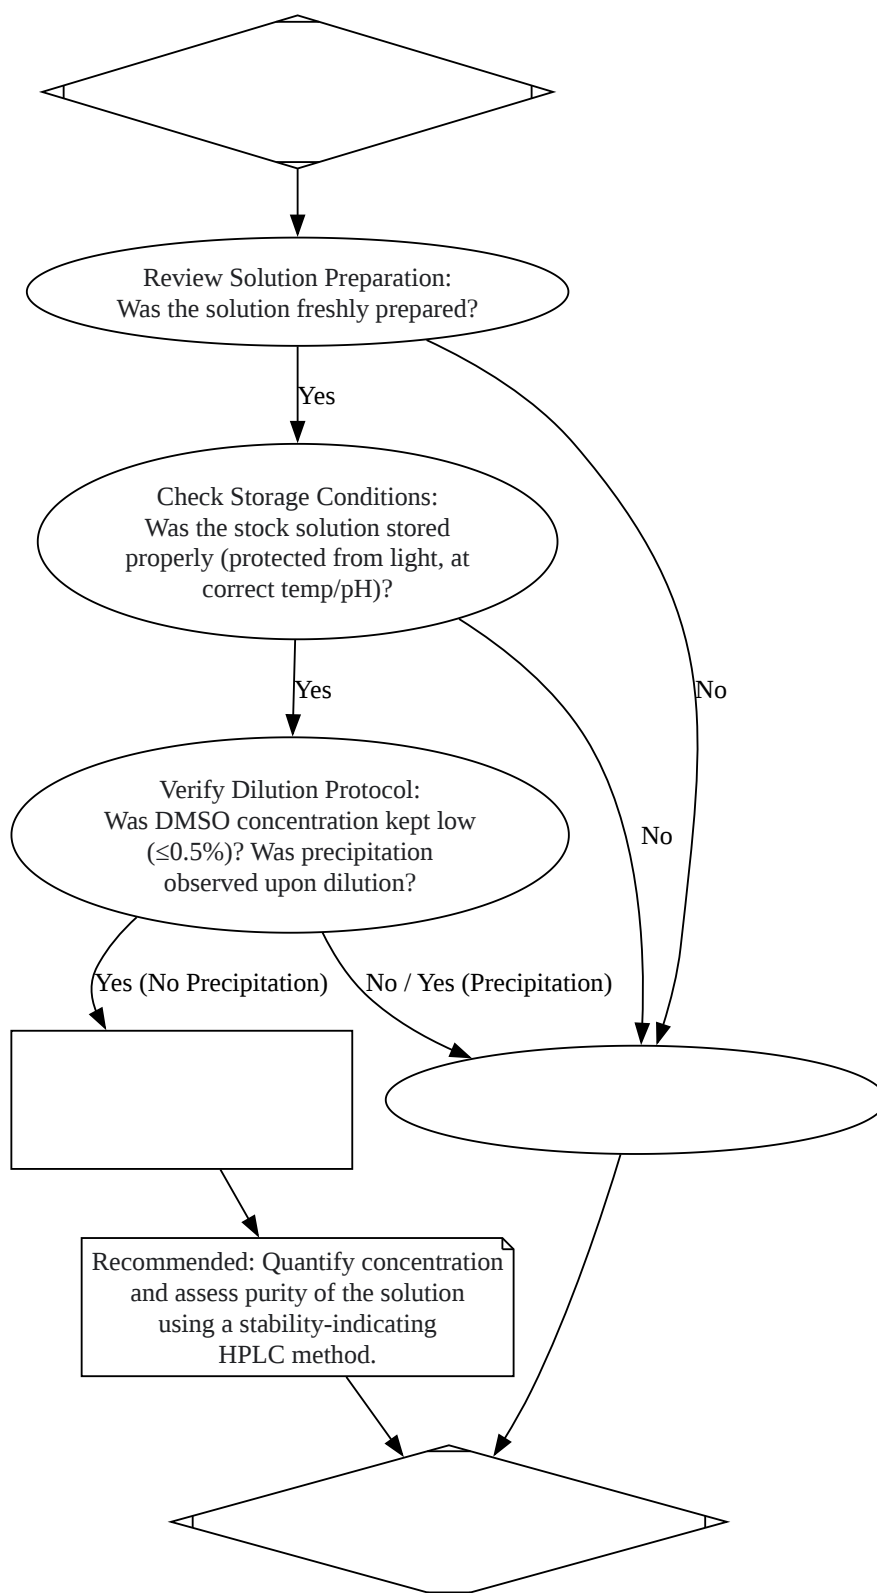 Review Solution Preparation:
Was the solution freshly prepared?
Yes
Check Storage Conditions:
Was the stock solution stored
properly (protected from light, at
correct temp/pH)?
Yes
No
Verify Dilution Protocol:
Was DMSO concentration kept low
(≤0.5%)? Was precipitation
observed upon dilution?
No
Yes (No Precipitation)
No / Yes (Precipitation)
Recommended: Quantify concentration
and assess purity of the solution
using a stability-indicating
HPLC method.